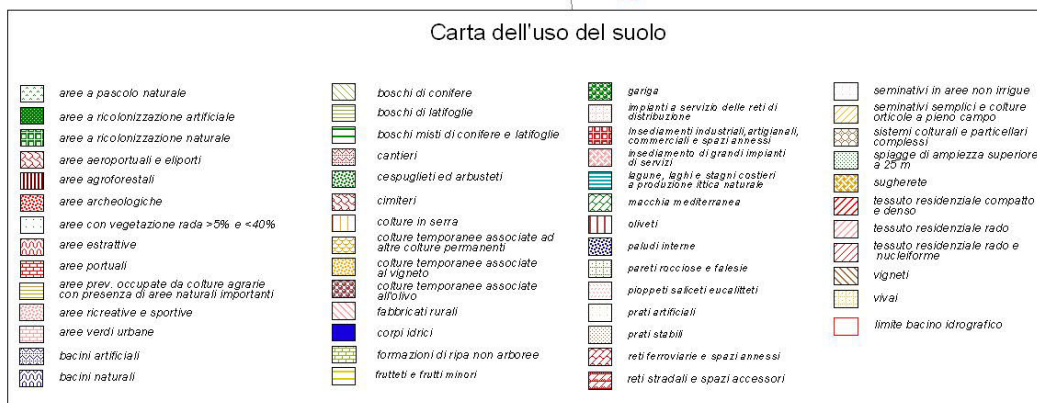 Carta dell'uso del suolo
aree a pascolo naturale
aree a ricolonizzazione artificiale
aree a ricolonizzazione naturale
aree aeroportuali e eliporti
aree agroforestali
aree archeologiche
aree con vegetazione rada >5% e <40%
aree estrattive
aree portuali
aree prev. occupate da colture agrarie
con presenza di aree naturali importanti
aree ricreative e sportive
aree verdi urbane
bacini artificiali
bacini naturali
boschi di conifere
boschi di latifoglie
boschi misti di conifere e latifoglie
cantieri
cespuglieti ed arbusteti
cimiteri
colture in serra
colture temporanee associate ad
altre colture permanenti
colture temporanee associate
al vigneto
colture temporanee associate
all'olivo
fabbricati rurali
corpi idrici
formazioni di ripa non arboree
frutteti e frutti minori
gariga
impianti a servizio delle reti di
distribuzione
Insediamenti industriali,artigianali,
commerciali e spazi annessi
insediamento di grandi impianti
di servizi
lagune, laghi e stagni costieri
a produzione ittica naturale
macchia mediterranea
oliveti
paludi interne
pareti rocciose e falesie
pioppeti saliceti eucalitteti
prati artificiali
prati stabili
reti ferroviarie e spazi annessi
reti stradali e spazi accessori
seminativi in aree non irrigue
seminativi semplici e colture
orticole a pieno campo
sistemi colturali e particellari
complessi
spiagge di ampiezza superiore
a 25 m
sugherete
tessuto residenziale compatto
e denso
tessuto residenziale rado
tessuto residenziale rado e
nucleiforme
vigneti
vivai
limite bacino idrografico